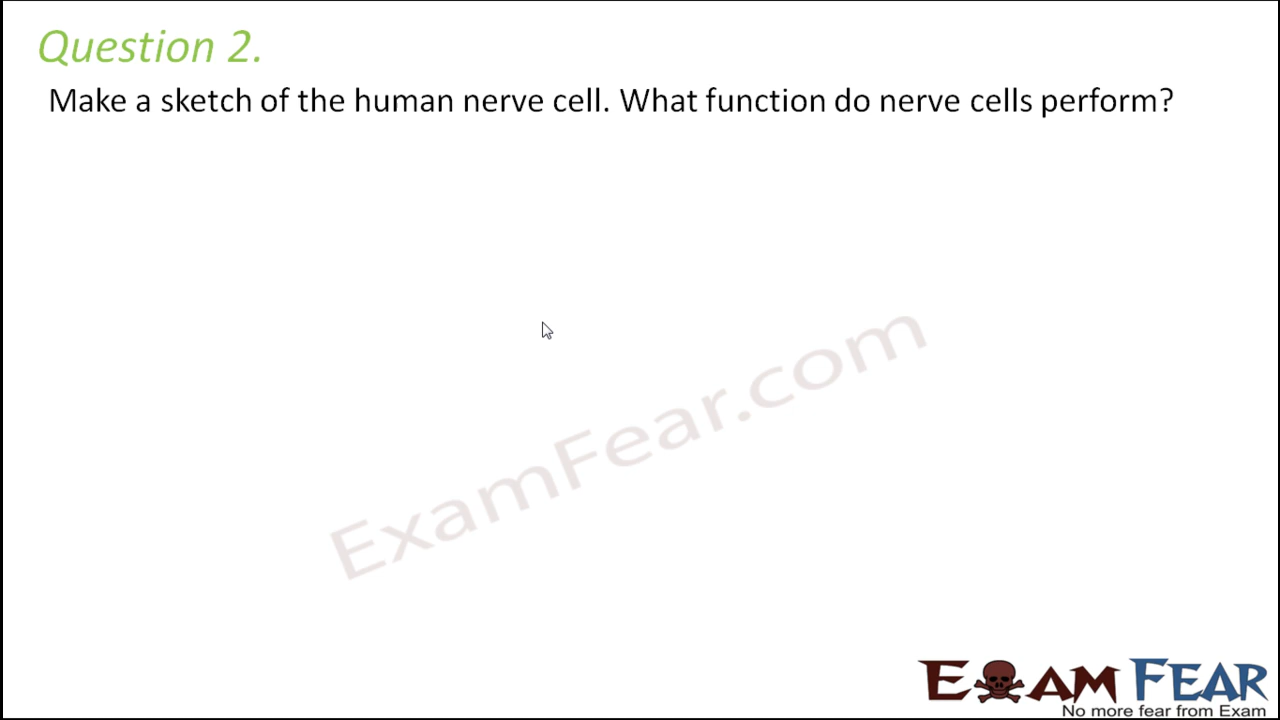 Question 2.
Make a sketch of the human nerve cell. What function do nerve cells perform?
ExamFear.com
EXAM FEAR
No more fear from Exam